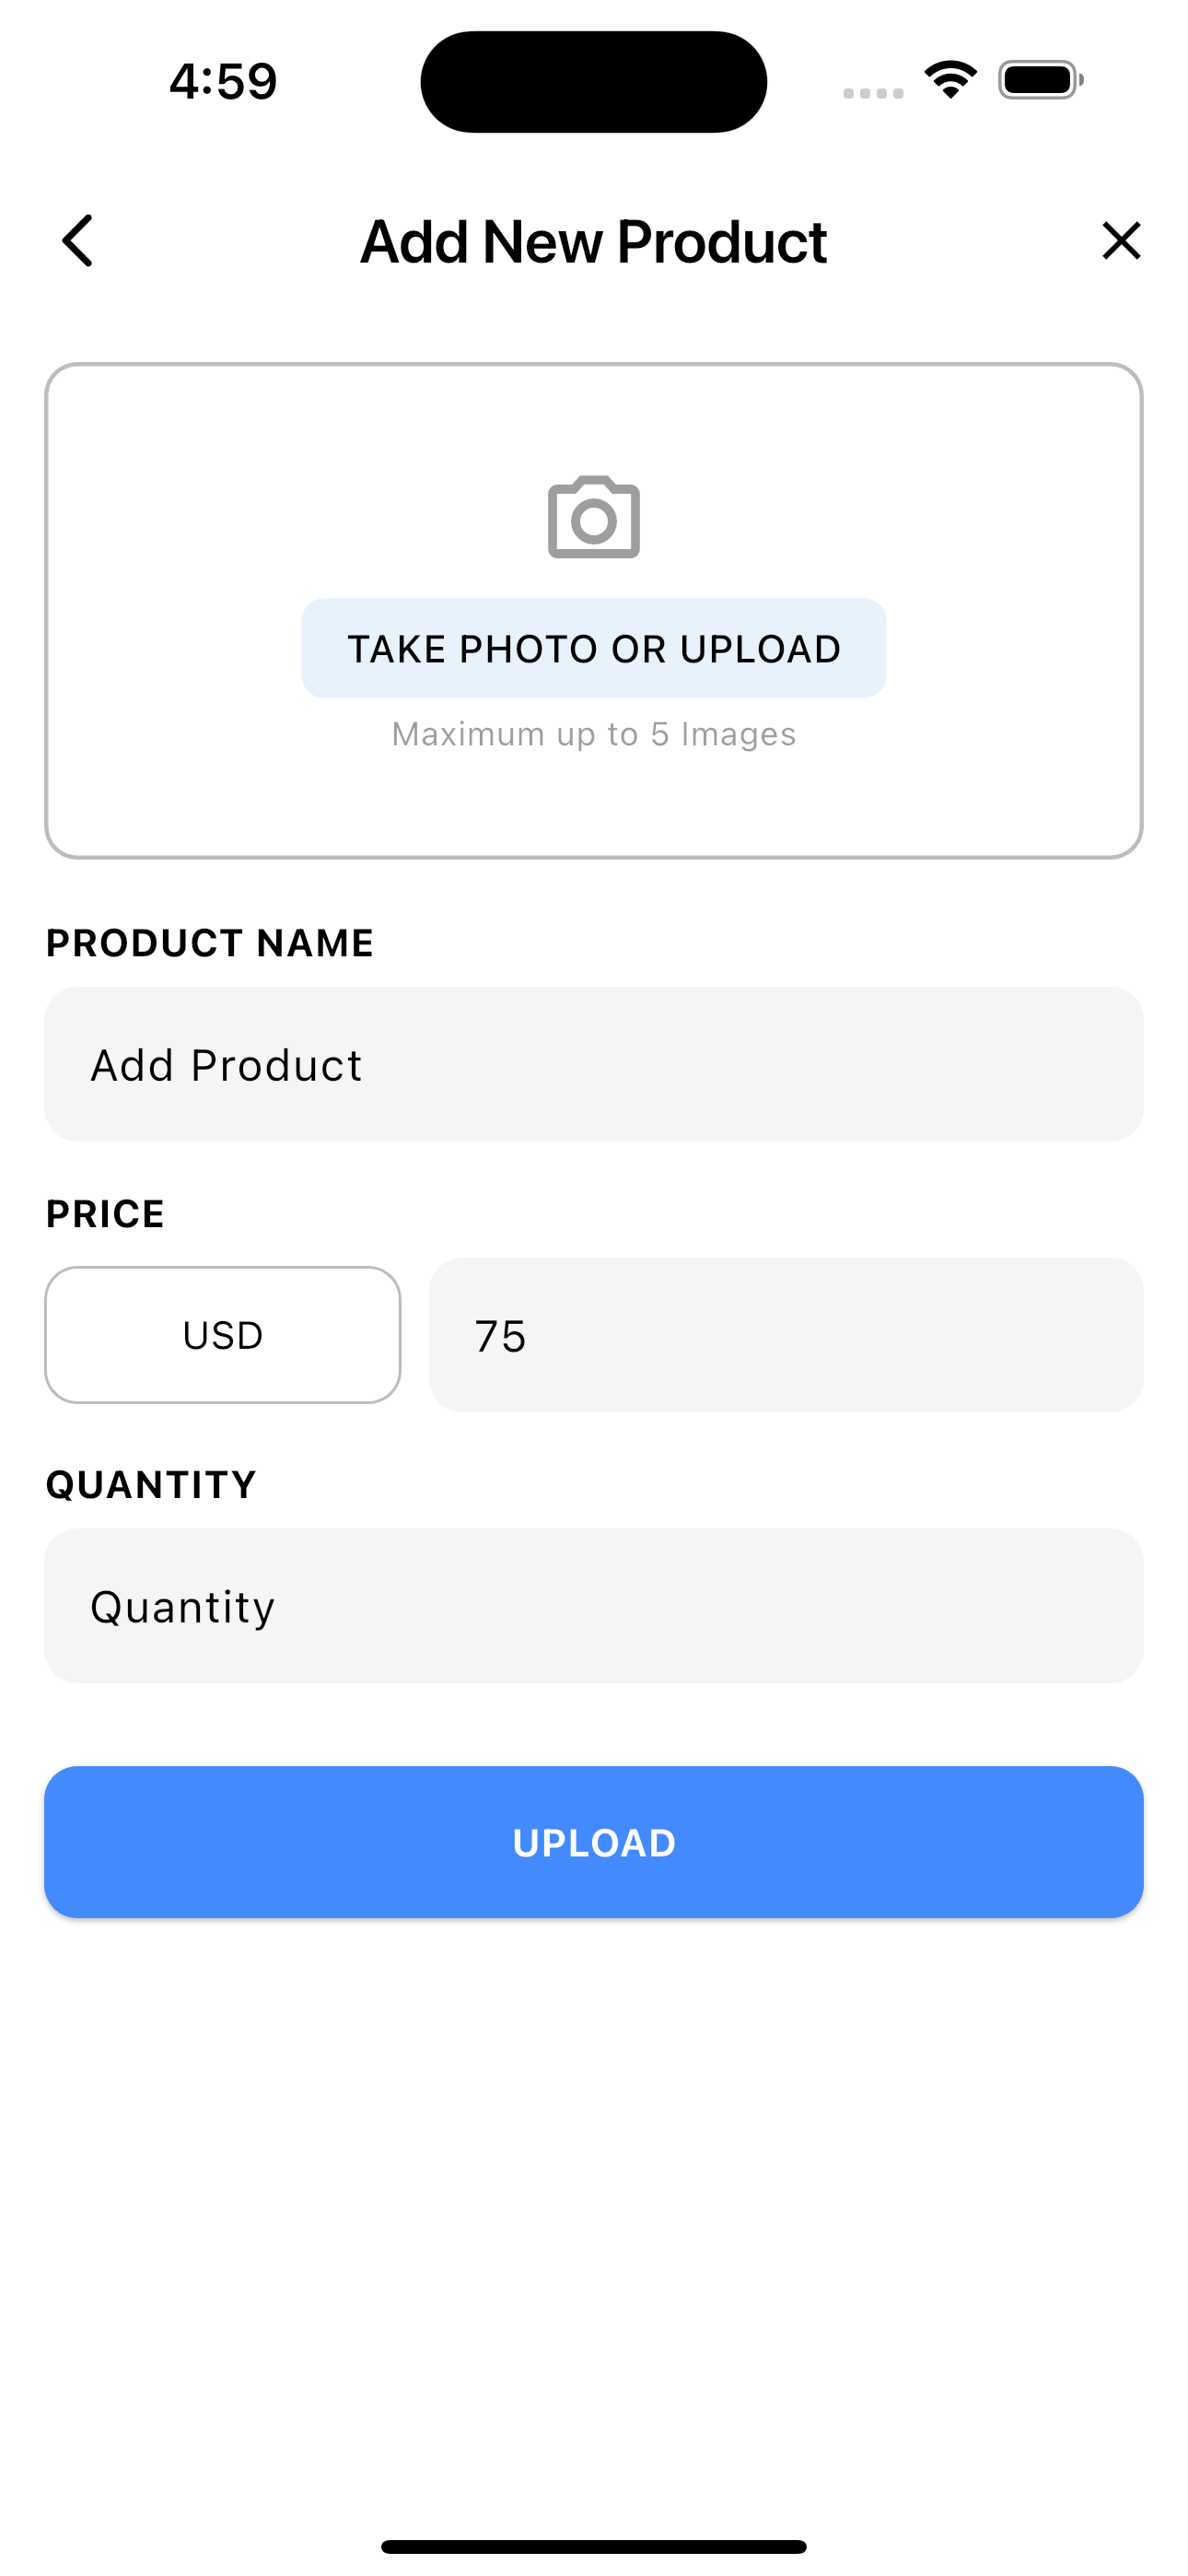 4:59
Add New Product
TAKE PHOTO OR UPLOAD
Maximum up to 5 Images
PRODUCT NAME
Add Product
PRICE
USD 75
QUANTITY
Quantity
UPLOAD